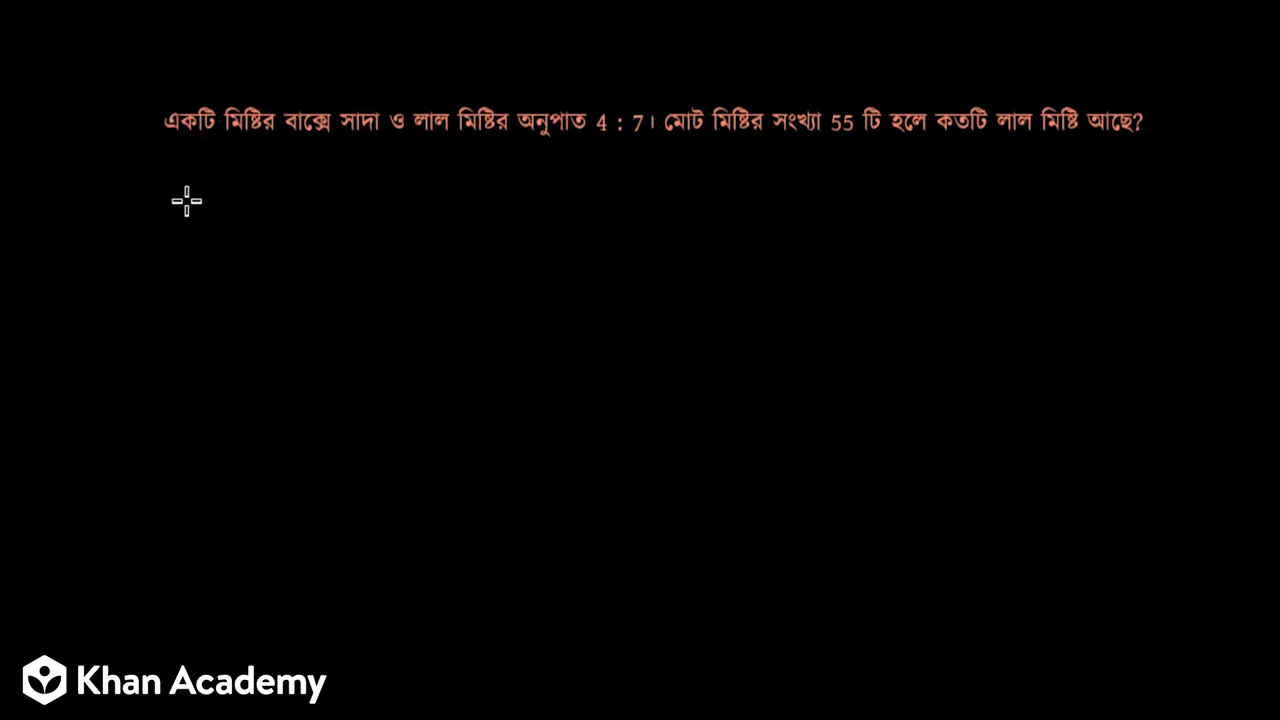 একটি মিষ্টির বাক্সে সাদা ও লাল মিষ্টির অনুপাত 4 : 7। মোট মিষ্টির সংখ্যা 55 টি হলে কতটি লাল মিষ্টি আছে?
Khan Academy